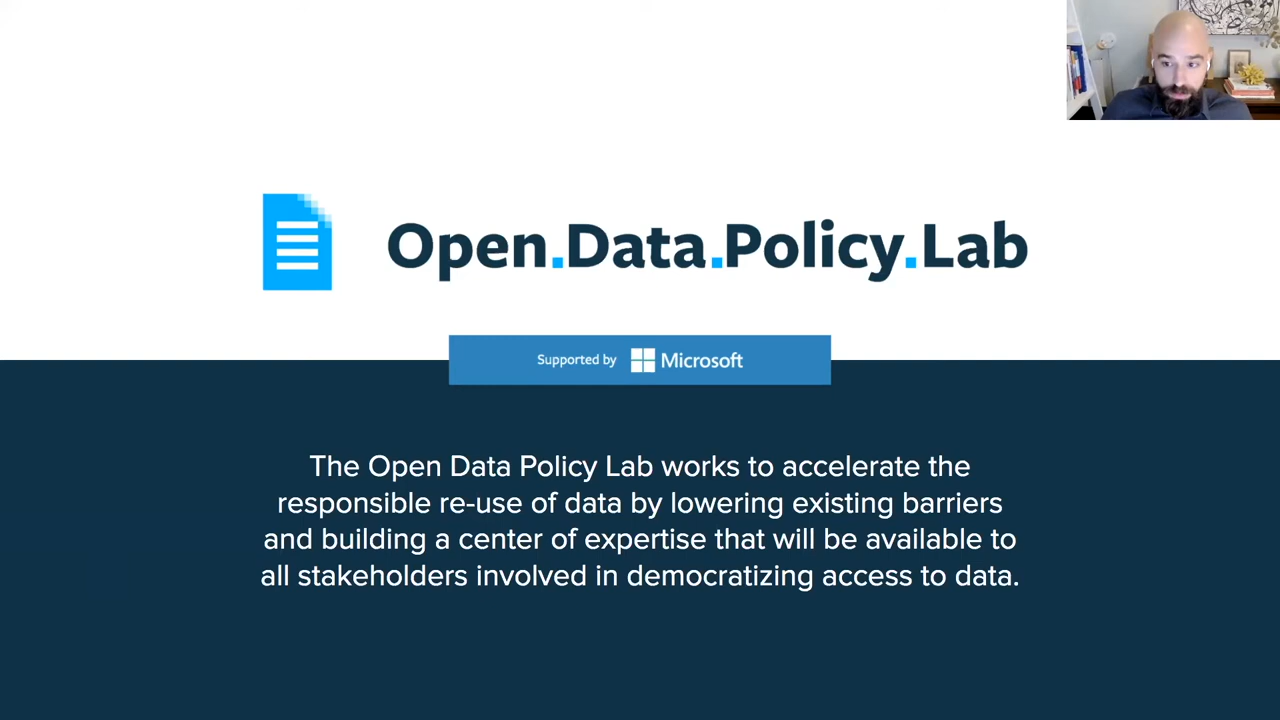 Open.Data.Policy.Lab
Supported by Microsoft
The Open Data Policy Lab works to accelerate the
responsible re-use of data by lowering existing barriers
and building a center of expertise that will be available to
all stakeholders involved in democratizing access to data.